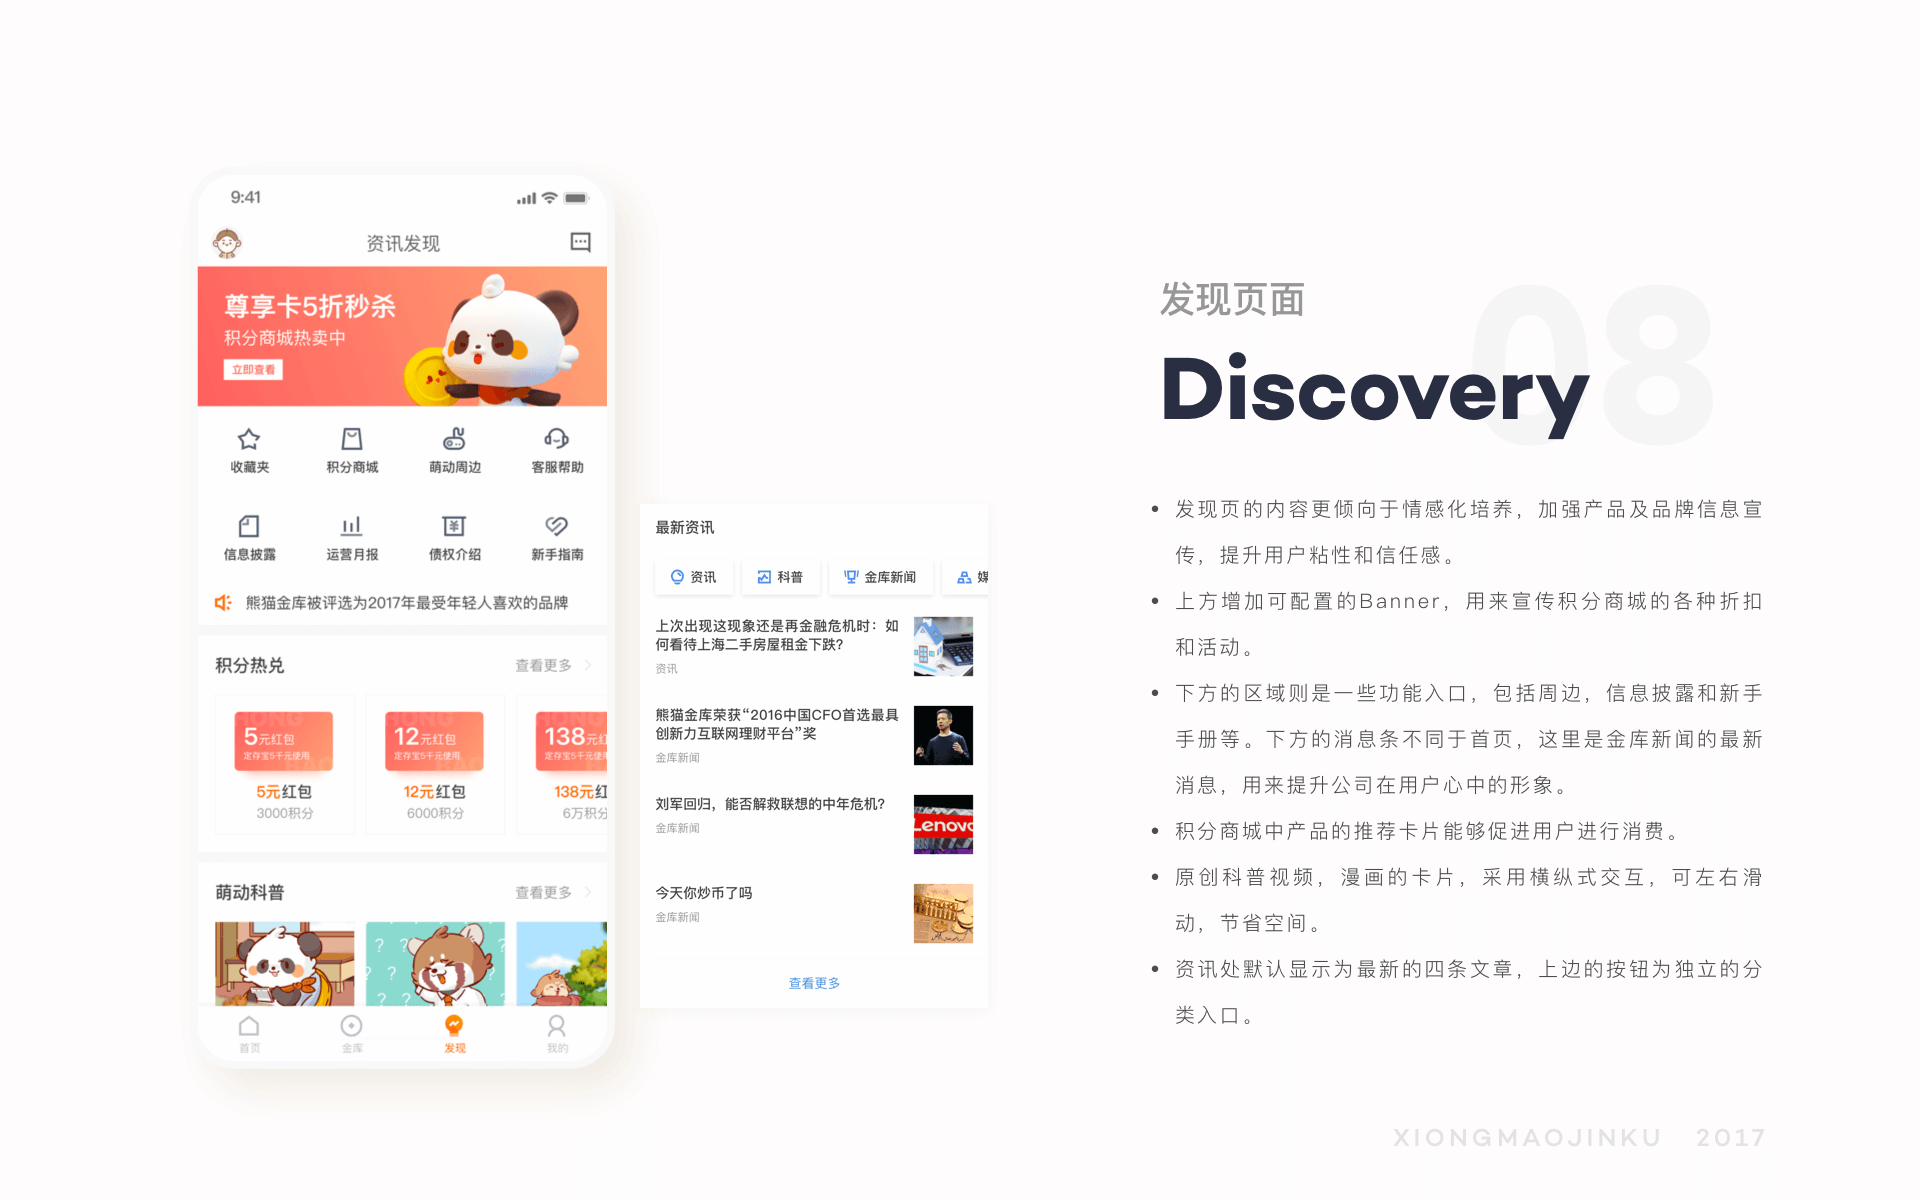 9:41
资讯发现
尊享卡5折秒杀
积分商城热卖中
立即查看
收藏夹
积分商城
萌动周边
客服帮助
信息披露
运营月报
债权介绍
新手指南
熊猫金库被评选为2017年最受年轻人喜欢的品牌
积分热兑
查看更多
5元红包
定存宝5千元使用
12元红包
定存宝5千元使用
138元红
定存宝5千元使用
5元红包
12元红包
138元红
3000积分
6000积分
6万积分
萌动科普
查看更多
首页
金库
发现
我的
最新资讯
资讯
科普
金库新闻
媒
上次出现这现象还是再金融危机时：如
何看待上海二手房屋租金下跌?
资讯
熊猫金库荣获“2016中国CFO首选最具
创新力互联网理财平台”奖
金库新闻
刘军回归，能否解救联想的中年危机?
金库新闻
Lenovo
今天你炒币了吗
金库新闻
查看更多
发现页面
08
Discovery
• 发现页的内容更倾向于情感化培养，加强产品及品牌信息宣
传，提升用户粘性和信任感。
• 上方增加可配置的Banner，用来宣传积分商城的各种折扣
和活动。
• 下方的区域则是一些功能入口，包括周边，信息披露和新手
手册等。下方的消息条不同于首页，这里是金库新闻的最新
消息，用来提升公司在用户心中的形象。
• 积分商城中产品的推荐卡片能够促进用户进行消费。
• 原创科普视频，漫画的卡片，采用横纵式交互，可左右滑
动，节省空间。
• 资讯处默认显示为最新的四条文章，上边的按钮为独立的分
类入口。
XIONGMAOJINKU 2017